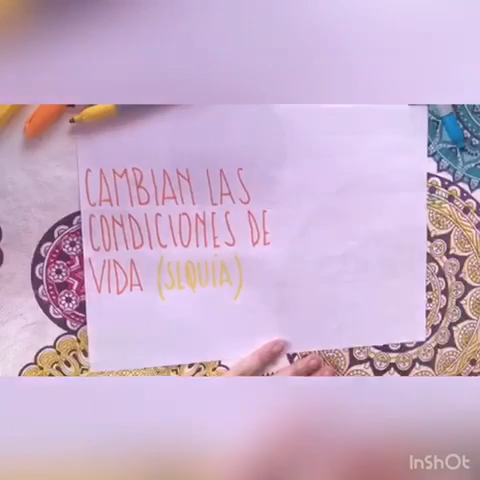 CAMBIAN LAS
CONDICIONES DE
VIDA (SEQUÍA)
InShOt